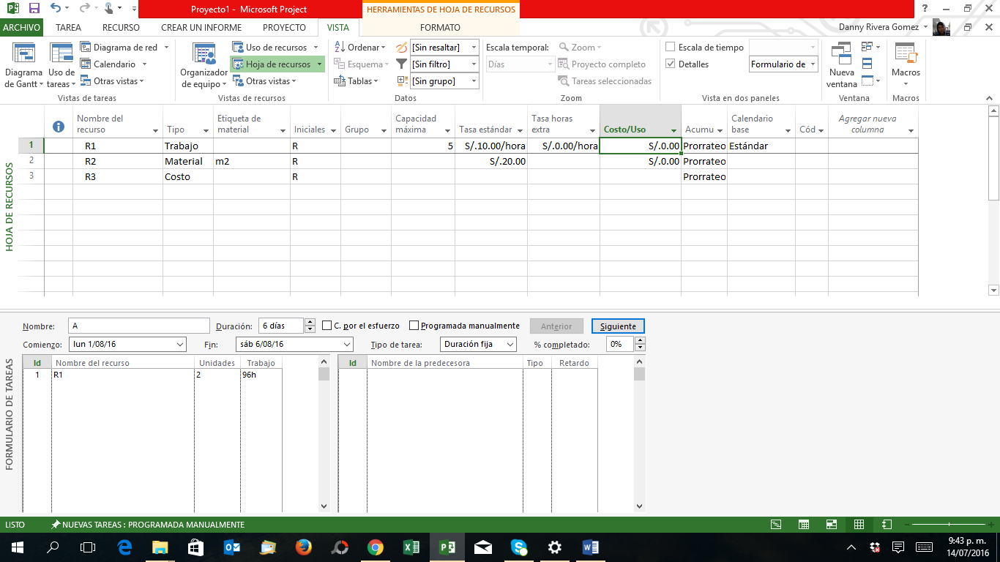 Proyecto1 - Microsoft Project
HERRAMIENTAS DE HOJA DE RECURSOS
ARCHIVO TAREA RECURSO CREAR UN INFORME PROYECTO VISTA FORMATO Danny Rivera Gomez
Diagrama de Gantt
Uso de tareas
Diagrama de red
Calendario
Otras vistas
Vistas de tareas
Organizador de equipo
Uso de recursos
Hoja de recursos
Otras vistas
Vistas de recursos
Ordenar
Esquema
Tablas
[Sin resaltar]
[Sin filtro]
[Sin grupo]
Datos
Escala temporal:
Días
Zoom
Proyecto completo
Tareas seleccionadas
Zoom
Escala de tiempo
Detalles
Formulario de
Vista en dos paneles
Nueva ventana
Ventana
Macros
Macros
HOJA DE RECURSOS
Nombre del recurso Tipo Etiqueta de material Iniciales Grupo Capacidad máxima Tasa estándar Tasa horas extra Costo/Uso Acumu Calendario base Cód Agregar nueva columna
1 R1 Trabajo R 5 S/.10.00/hora S/.0.00/hora S/.0.00 Prorrateo Estándar
2 R2 Material m2 R S/.20.00 S/.0.00 Prorrateo
3 R3 Costo R Prorrateo
FORMULARIO DE TAREAS
Nombre: A Duración: 6 días C. por el esfuerzo Programada manualmente Anterior Siguiente
Comienzo: lun 1/08/16 Fin: sáb 6/08/16 Tipo de tarea: Duración fija % completado: 0%
Id Nombre del recurso Unidades Trabajo Id Nombre de la predecesora Tipo Retardo
1 R1 2 96h
LISTO NUEVAS TAREAS : PROGRAMADA MANUALMENTE
9:43 p. m.
14/07/2016